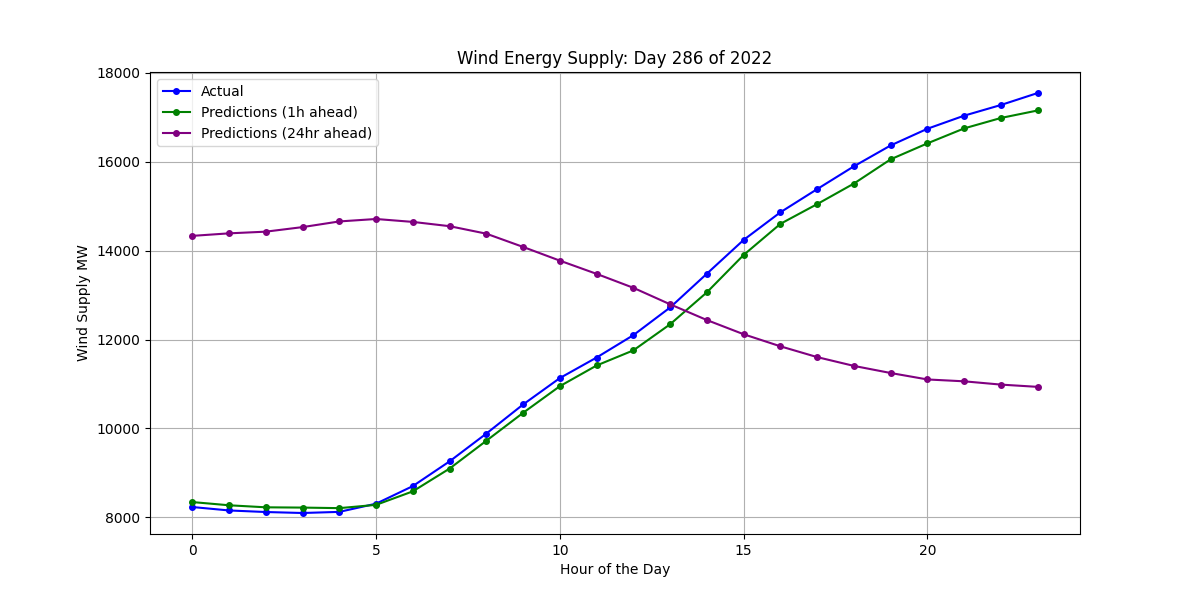 Wind Energy Supply: Day 286 of 2022
Actual
Predictions (1h ahead)
Predictions (24hr ahead)
Wind Supply MW
18000
16000
14000
12000
10000
8000
0 5 10 15 20
Hour of the Day